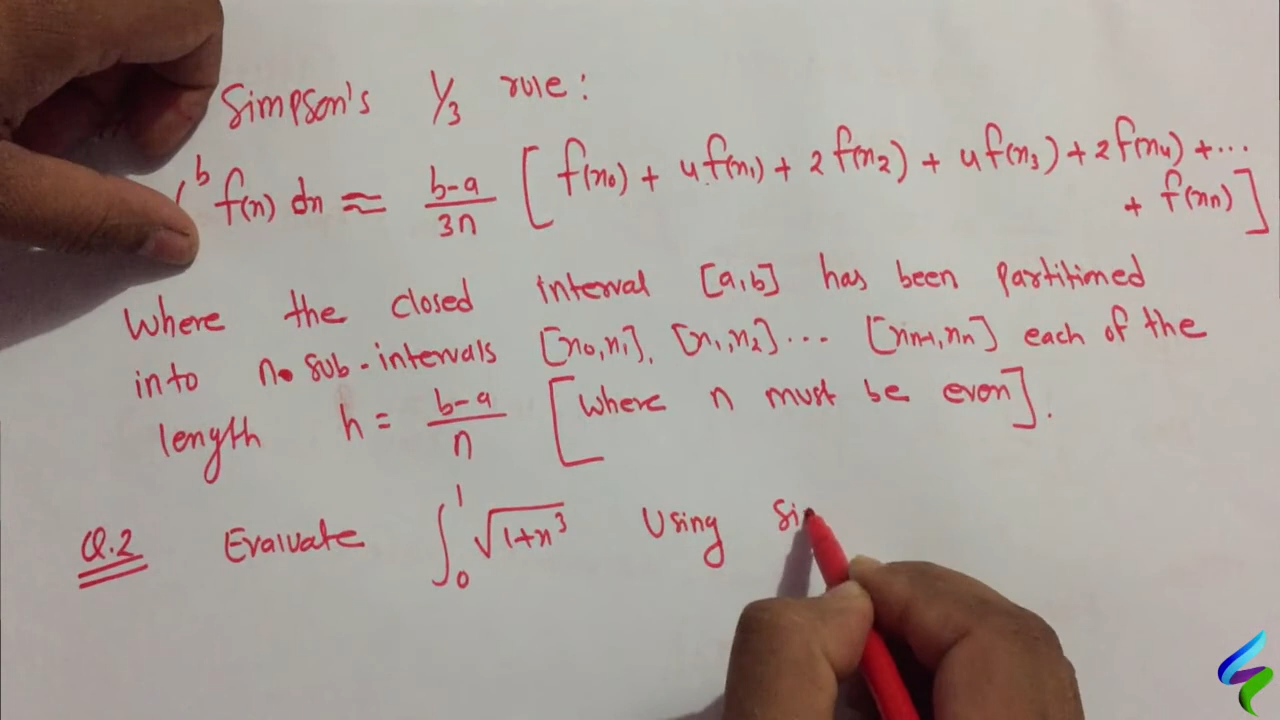 Simpson's 1/3 rule:
∫ᵇ f(x) dx ≈ (b-a)/3n [f(x₀) + 4f(x₁) + 2f(x₂) + 4f(x₃) + 2f(x₄) + ...
+ f(xn)]
Where the closed interval [a,b] has been partitioned
into n sub-intervals [x₀,x₁], [x₁,x₂]... [xn-1,xn] each of the
length h = (b-a)/n [Where n must be even].
Q.2 Evaluate ∫₀¹ √(1+x³) Using Si